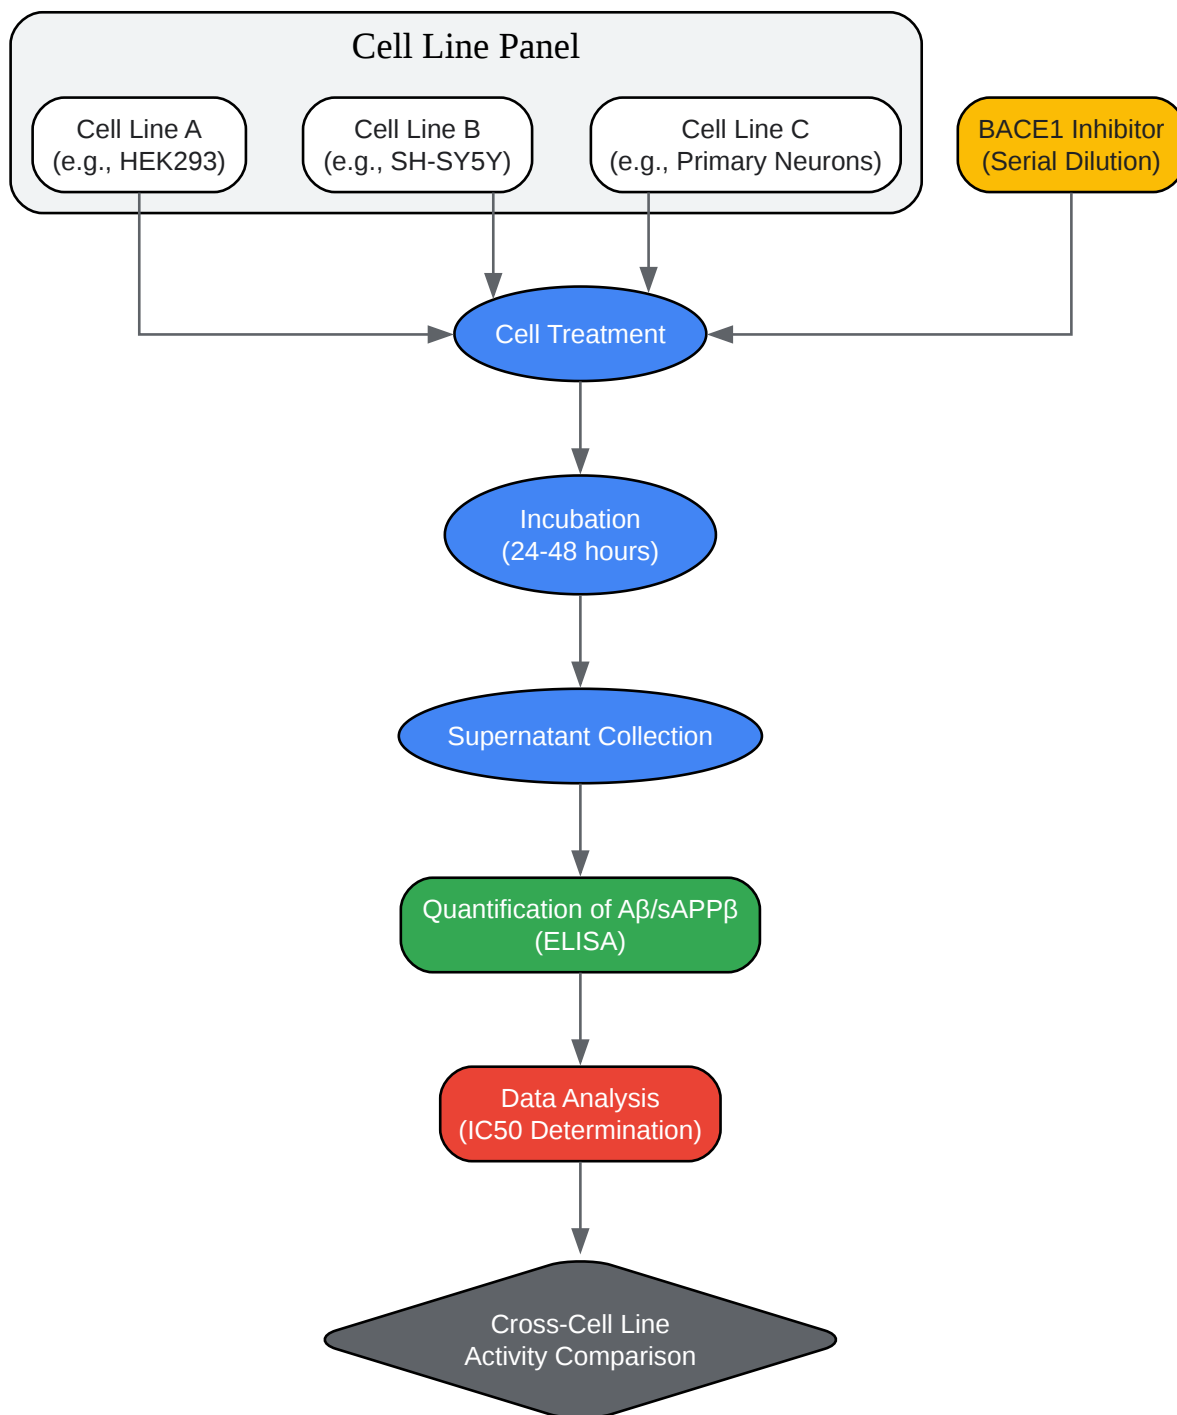 Cell Line Panel
Cell Line A
(e.g., HEK293)
Cell Line B
(e.g., SH-SY5Y)
Cell Line C
(e.g., Primary Neurons)
BACE1 Inhibitor
(Serial Dilution)
Cell Treatment
Incubation
(24-48 hours)
Supernatant Collection
Quantification of Aβ/sAPPβ
(ELISA)
Data Analysis
(IC50 Determination)
Cross-Cell Line
Activity Comparison